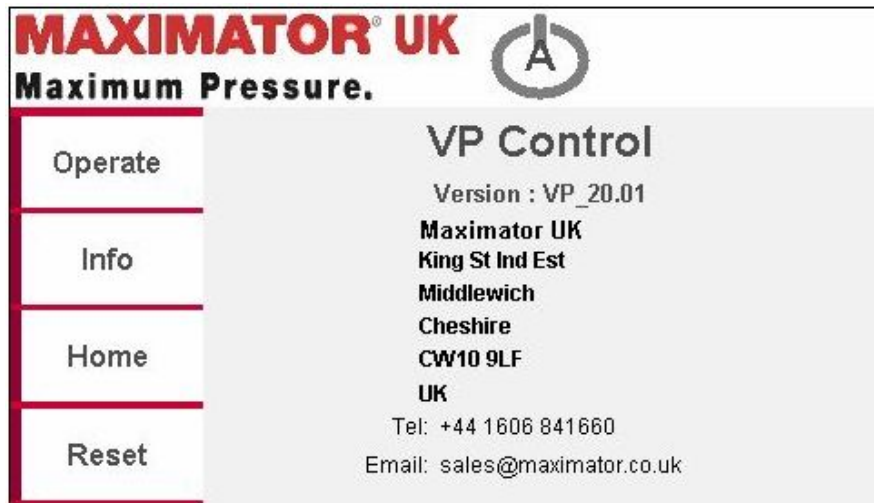 MAXIMATOR® UK
A
Maximum Pressure.
Operate
Info
Home
Reset
VP Control
Version : VP_20.01
Maximator UK
King St Ind Est
Middlewich
Cheshire
CW10 9LF
UK
Tel: +44 1606 841660
Email: sales@maximator.co.uk